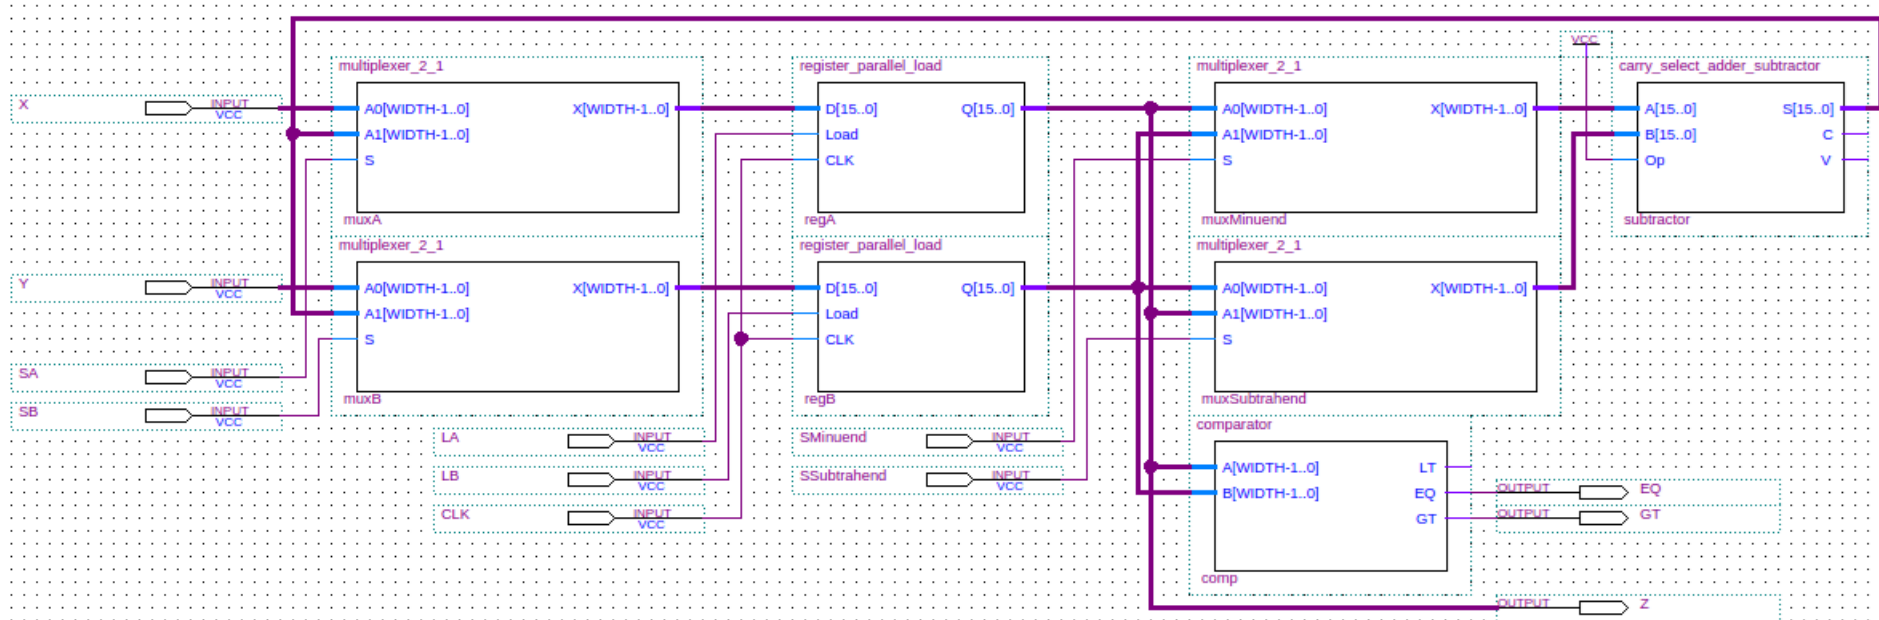 VCC
multiplexer_2_1
register_parallel_load
multiplexer_2_1
carry_select_adder_subtractor
X INPUT VCC
A0[WIDTH-1..0] X[WIDTH-1..0]
A1[WIDTH-1..0]
S
muxA
D[15..0] Q[15..0]
Load
CLK
regA
A0[WIDTH-1..0] X[WIDTH-1..0]
A1[WIDTH-1..0]
S
muxMinuend
A[15..0] S[15..0]
B[15..0] C
Op V
subtractor
multiplexer_2_1
register_parallel_load
multiplexer_2_1
Y INPUT VCC
A0[WIDTH-1..0] X[WIDTH-1..0]
A1[WIDTH-1..0]
S
muxB
D[15..0] Q[15..0]
Load
CLK
regB
A0[WIDTH-1..0] X[WIDTH-1..0]
A1[WIDTH-1..0]
S
muxSubtrahend
SA INPUT VCC
SB INPUT VCC
LA INPUT VCC
LB INPUT VCC
CLK INPUT VCC
SMinuend INPUT VCC
SSubtrahend INPUT VCC
comparator
A[WIDTH-1..0] LT
B[WIDTH-1..0] EQ
GT
comp
OUTPUT EQ
OUTPUT GT
OUTPUT Z